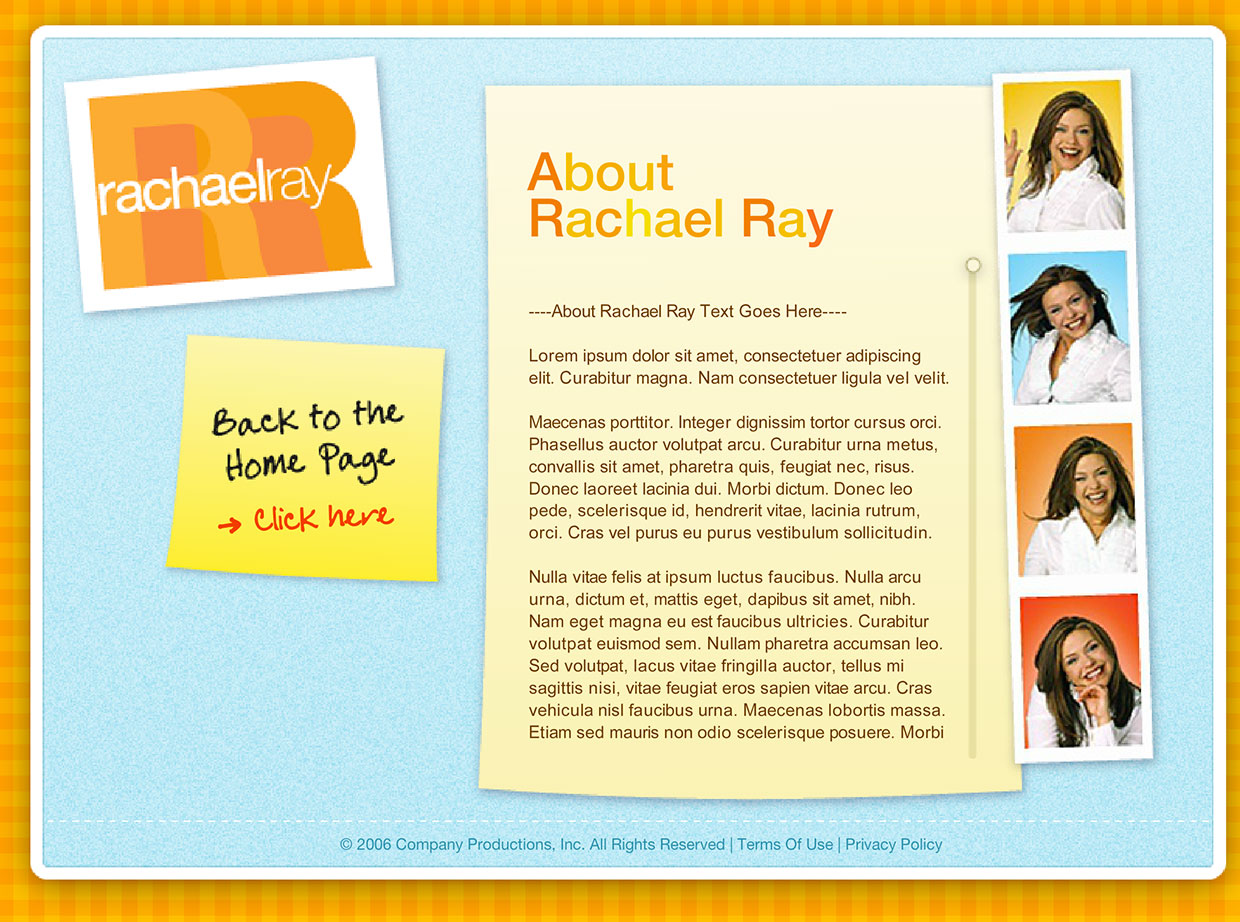 rachaelray
Back to the
Home Page
→ Click here
About
Rachael Ray
----About Rachael Ray Text Goes Here----
Lorem ipsum dolor sit amet, consectetuer adipiscing
elit. Curabitur magna. Nam consectetuer ligula vel velit.
Maecenas porttitor. Integer dignissim tortor cursus orci.
Phasellus auctor volutpat arcu. Curabitur urna metus,
convallis sit amet, pharetra quis, feugiat nec, risus.
Donec laoreet lacinia dui. Morbi dictum. Donec leo
pede, scelerisque id, hendrerit vitae, lacinia rutrum,
orci. Cras vel purus eu purus vestibulum sollicitudin.
Nulla vitae felis at ipsum luctus faucibus. Nulla arcu
urna, dictum et, mattis eget, dapibus sit amet, nibh.
Nam eget magna eu est faucibus ultricies. Curabitur
volutpat euismod sem. Nullam pharetra accumsan leo.
Sed volutpat, lacus vitae fringilla auctor, tellus mi
sagittis nisi, vitae feugiat eros sapien vitae arcu. Cras
vehicula nisl faucibus urna. Maecenas lobortis massa.
Etiam sed mauris non odio scelerisque posuere. Morbi
© 2006 Company Productions, Inc. All Rights Reserved | Terms Of Use | Privacy Policy